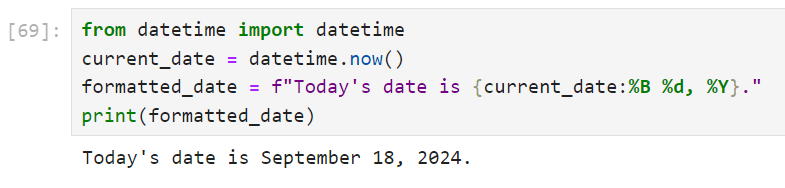 [69]: from datetime import datetime
current_date = datetime.now()
formatted_date = f"Today's date is {current_date:%B %d, %Y}."
print(formatted_date)
Today's date is September 18, 2024.